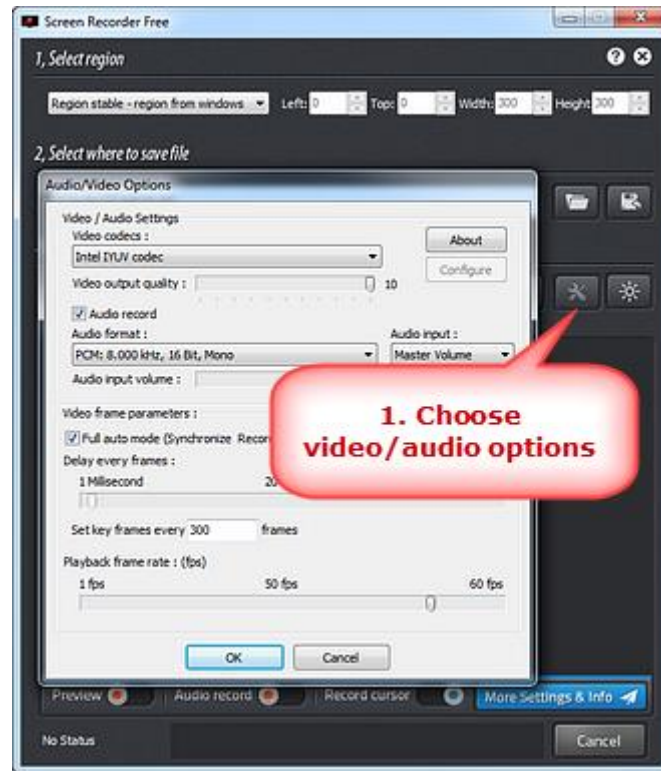 Screen Recorder Free
1, Select region
Region stable - region from windows Left: 0 Top: 0 Width: 300 Height 300
2, Select where to save file
Audio/Video Options
Video / Audio Settings
Video codecs :
Intel IYUV codec
About
Configure
Video output quality : 10
Audio record
Audio format : Audio input :
PCM: 8.000 kHz, 16 Bit, Mono Master Volume
Audio input volume :
1. Choose
video/audio options
Video frame parameters :
Full auto mode (Synchronize
Delay every frames :
1 Millisecond
Set key frames every 300 frames
Playback frame rate : (fps)
1 fps 50 fps 60 fps
OK Cancel
Preview Audio record Record cursor More Settings & Info
No Status Cancel